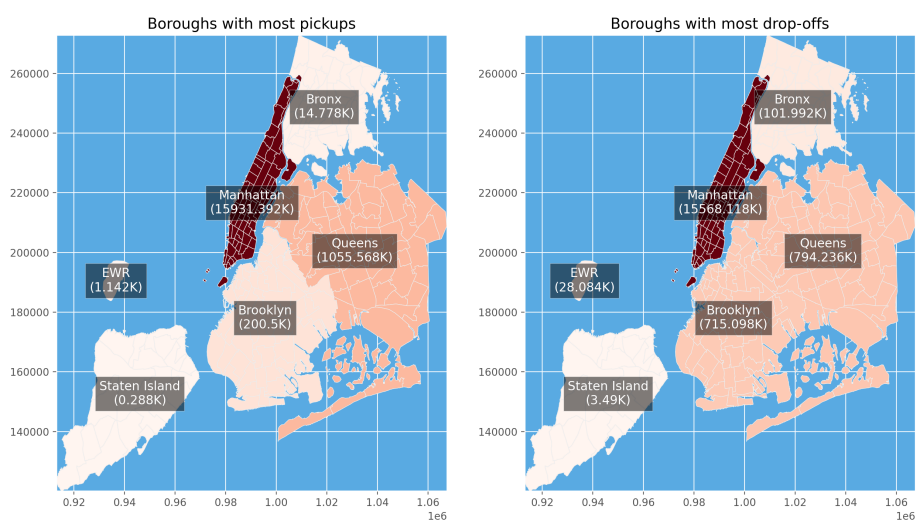 Boroughs with most pickups
260000
240000
220000
200000
180000
160000
140000
Bronx
(14.778K)
Manhattan
(15931.392K)
Queens
(1055.568K)
EWR
(1.142K)
Brooklyn
(200.5K)
Staten Island
(0.288K)
0.92 0.94 0.96 0.98 1.00 1.02 1.04 1.06
1e6
Boroughs with most drop-offs
260000
240000
220000
200000
180000
160000
140000
Bronx
(101.992K)
Manhattan
(15568.118K)
Queens
(794.236K)
EWR
(28.084K)
Brooklyn
(715.098K)
Staten Island
(3.49K)
0.92 0.94 0.96 0.98 1.00 1.02 1.04 1.06
1e6